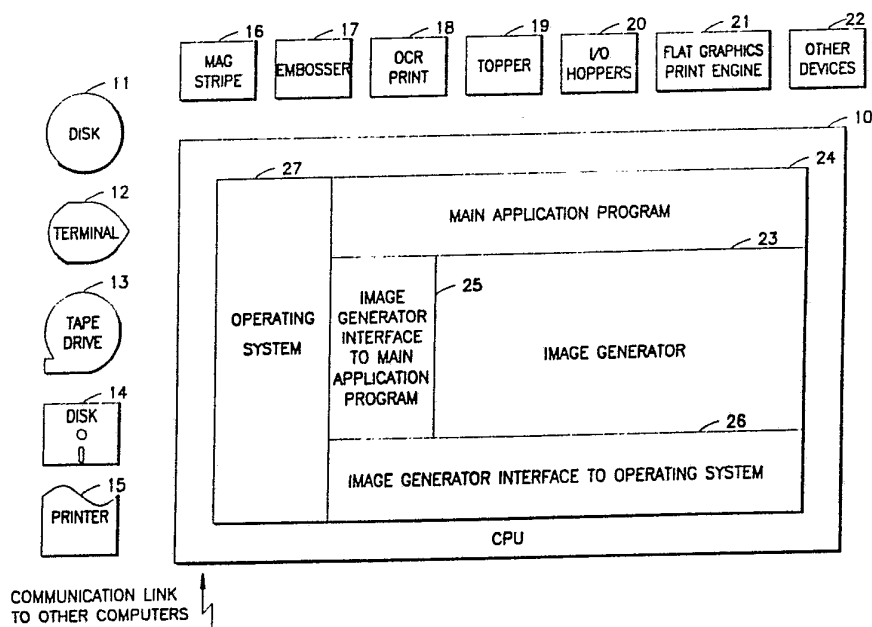 16
MAG
STRIPE
17
EMBOSSER
18
OCR
PRINT
19
TOPPER
20
I/O
HOPPERS
21
FLAT GRAPHICS
PRINT ENGINE
22
OTHER
DEVICES
11
DISK
12
TERMINAL
13
TAPE
DRIVE
14
DISK
15
PRINTER
10
27
24
MAIN APPLICATION PROGRAM
23
OPERATING
SYSTEM
IMAGE
GENERATOR
INTERFACE
TO MAIN
APPLICATION
PROGRAM
25
IMAGE GENERATOR
26
IMAGE GENERATOR INTERFACE TO OPERATING SYSTEM
CPU
COMMUNICATION LINK
TO OTHER COMPUTERS